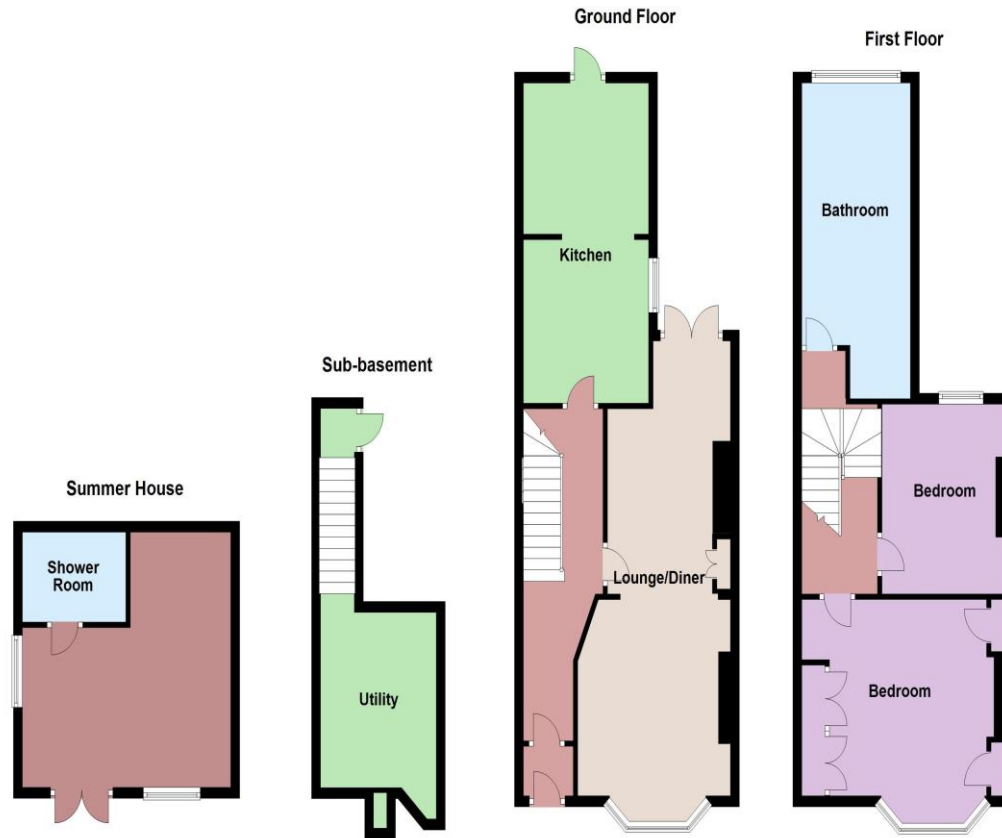 Ground Floor
First Floor
Bathroom
Kitchen
Sub-basement
Summer House
Bedroom
Shower
Room
Lounge/Diner
Utility
Bedroom